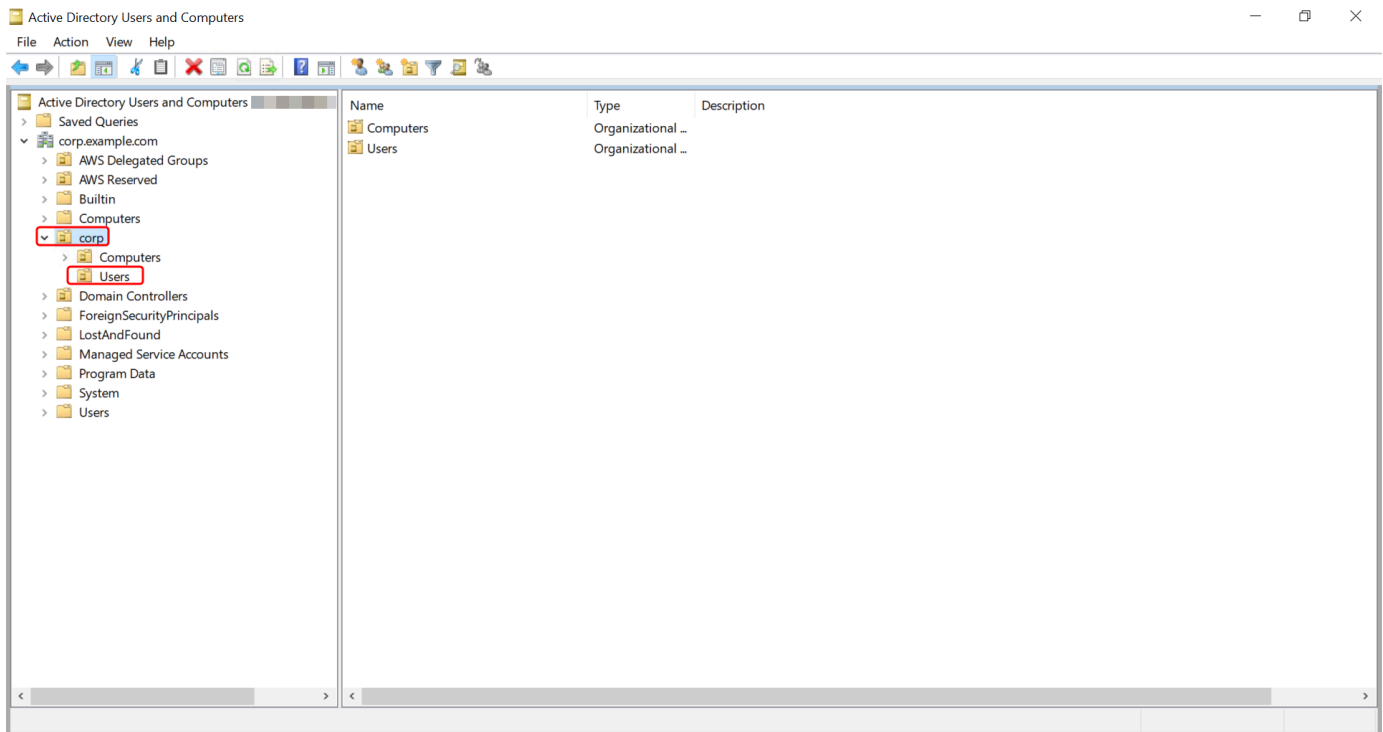 Active Directory Users and Computers
File Action View Help
Active Directory Users and Computers
Saved Queries
corp.example.com
AWS Delegated Groups
AWS Reserved
Builtin
Computers
corp
Computers
Users
Domain Controllers
ForeignSecurityPrincipals
LostAndFound
Managed Service Accounts
Program Data
System
Users
Name Type Description
Computers Organizational ...
Users Organizational ...